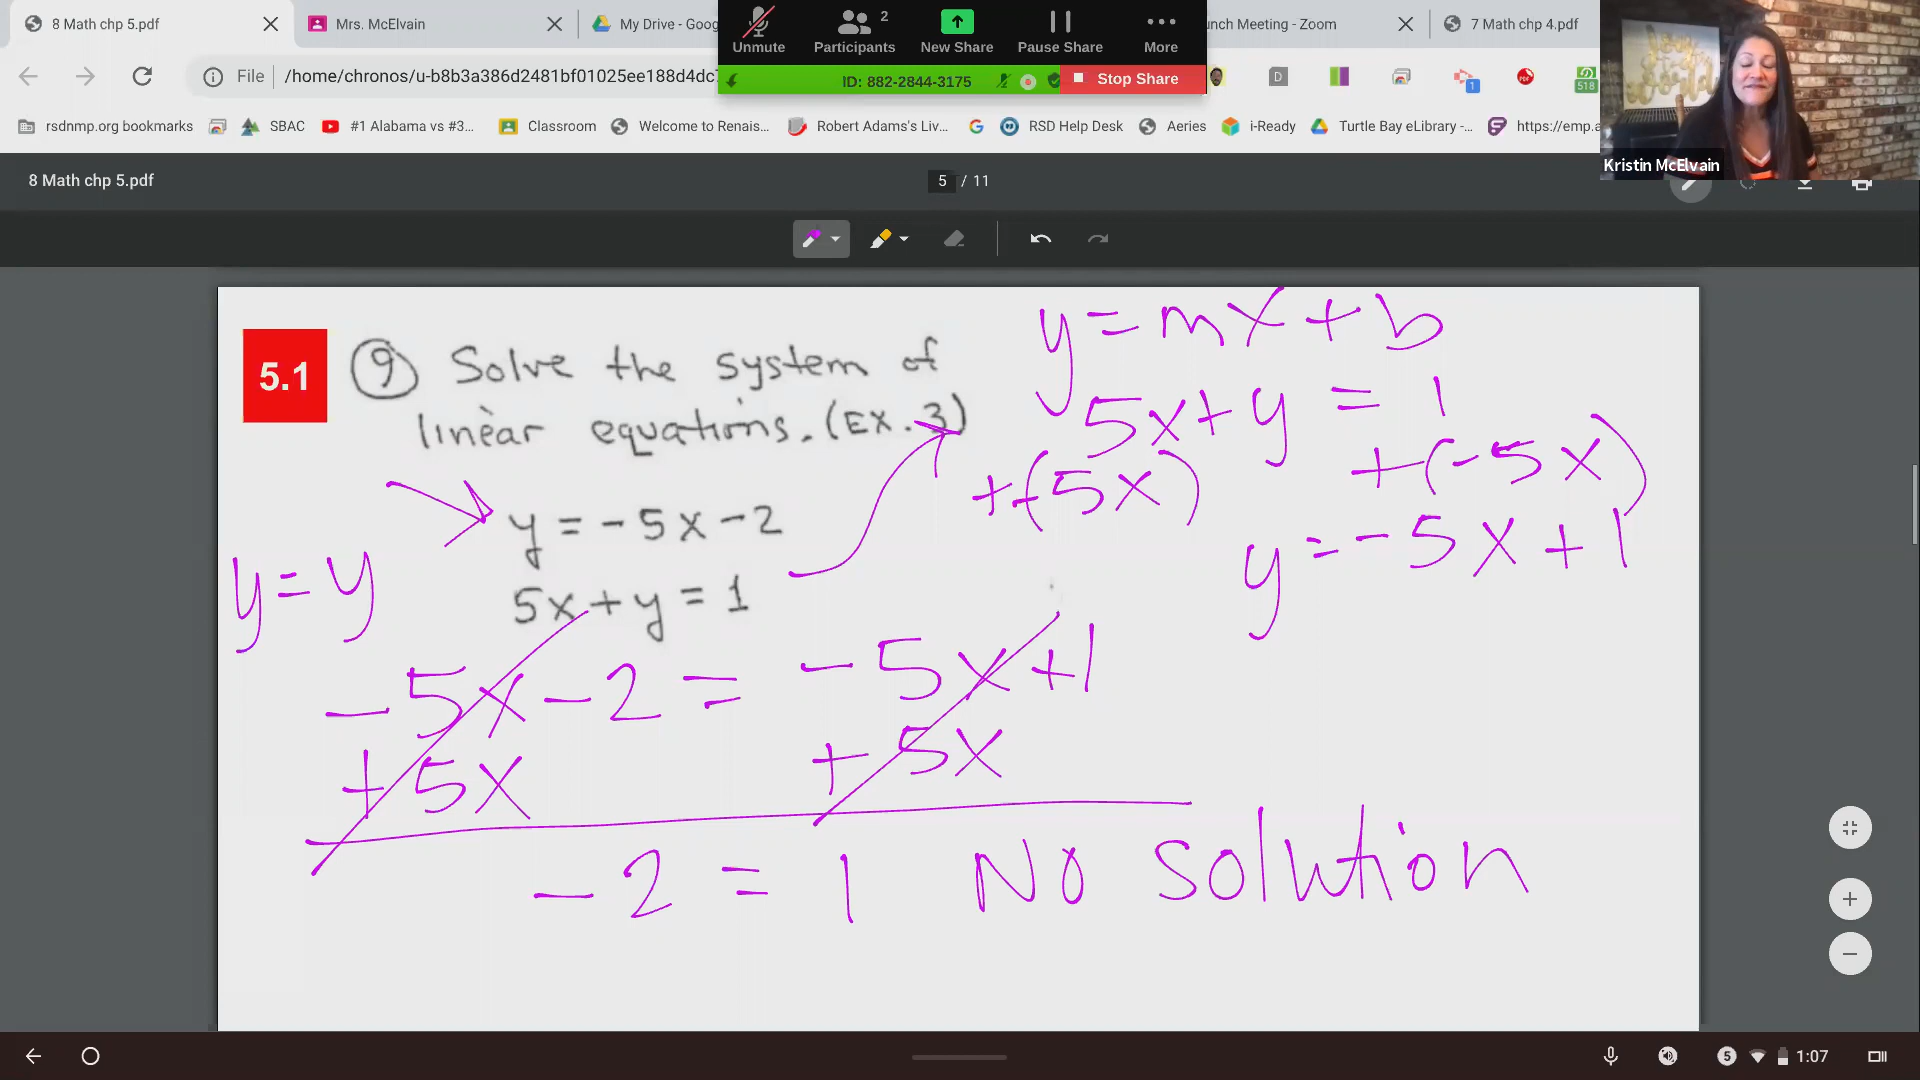 8 Math chp 5.pdf
Mrs. McElvain
My Drive - Goog
Unmute
Participants
2
New Share
Pause Share
More
unch Meeting - Zoom
7 Math chp 4.pdf
File
/home/chronos/u-b8b3a386d2481bf01025ee188d4dc
ID: 882-2844-3175
Stop Share
D
1
PDF
518
rsdnmp.org bookmarks
SBAC
#1 Alabama vs #3...
Classroom
Welcome to Renais...
Robert Adams's Liv...
RSD Help Desk
Aeries
i-Ready
Turtle Bay eLibrary -...
https://emp.a
Kristin McElvain
8 Math chp 5.pdf
5 / 11
5.1
9 Solve the system of
linear equations. (EX. 3)
y = -5x-2
5x+y = 1
y=mx+b
5x+y = 1
+(-5x) +(-5x)
y=-5x+1
y=y
-5x-2 = -5x+1
+5x +5x
-2 = 1 No Solution
5
1:07